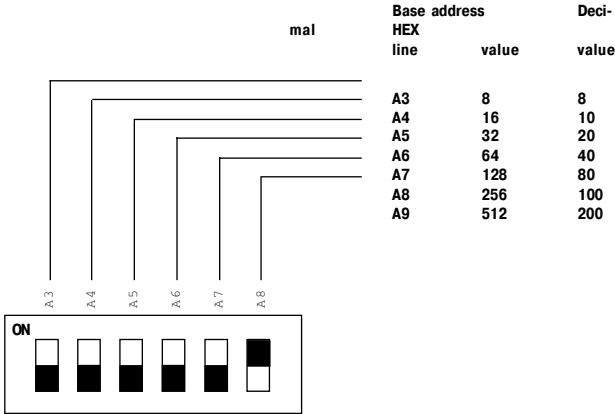 Base address Deci-
mal HEX
line value value
A3 8 8
A4 16 10
A5 32 20
A6 64 40
A7 128 80
A8 256 100
A9 512 200
A3 A4 A5 A6 A7 A8
ON